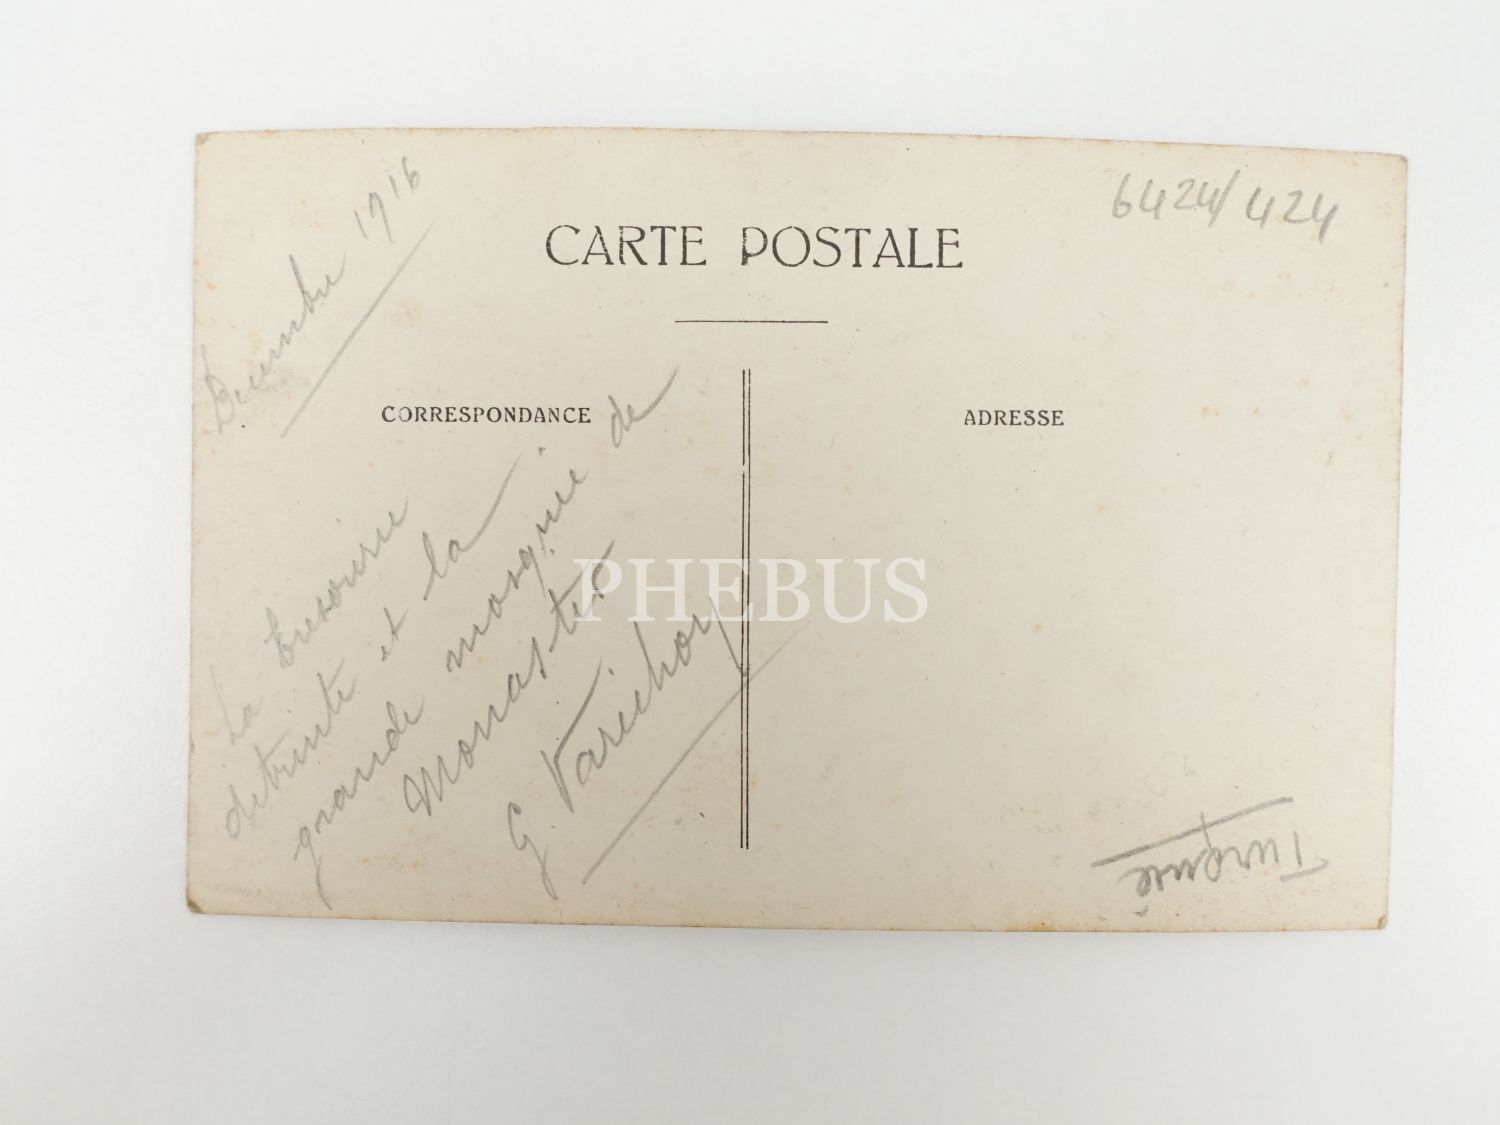 Décembre 1916
6424/424
CARTE POSTALE
CORRESPONDANCE
ADRESSE
La trésorerie
détruite et la
grande mosquée de
Monastir
G. Varichon
PHEBUS
Turquie